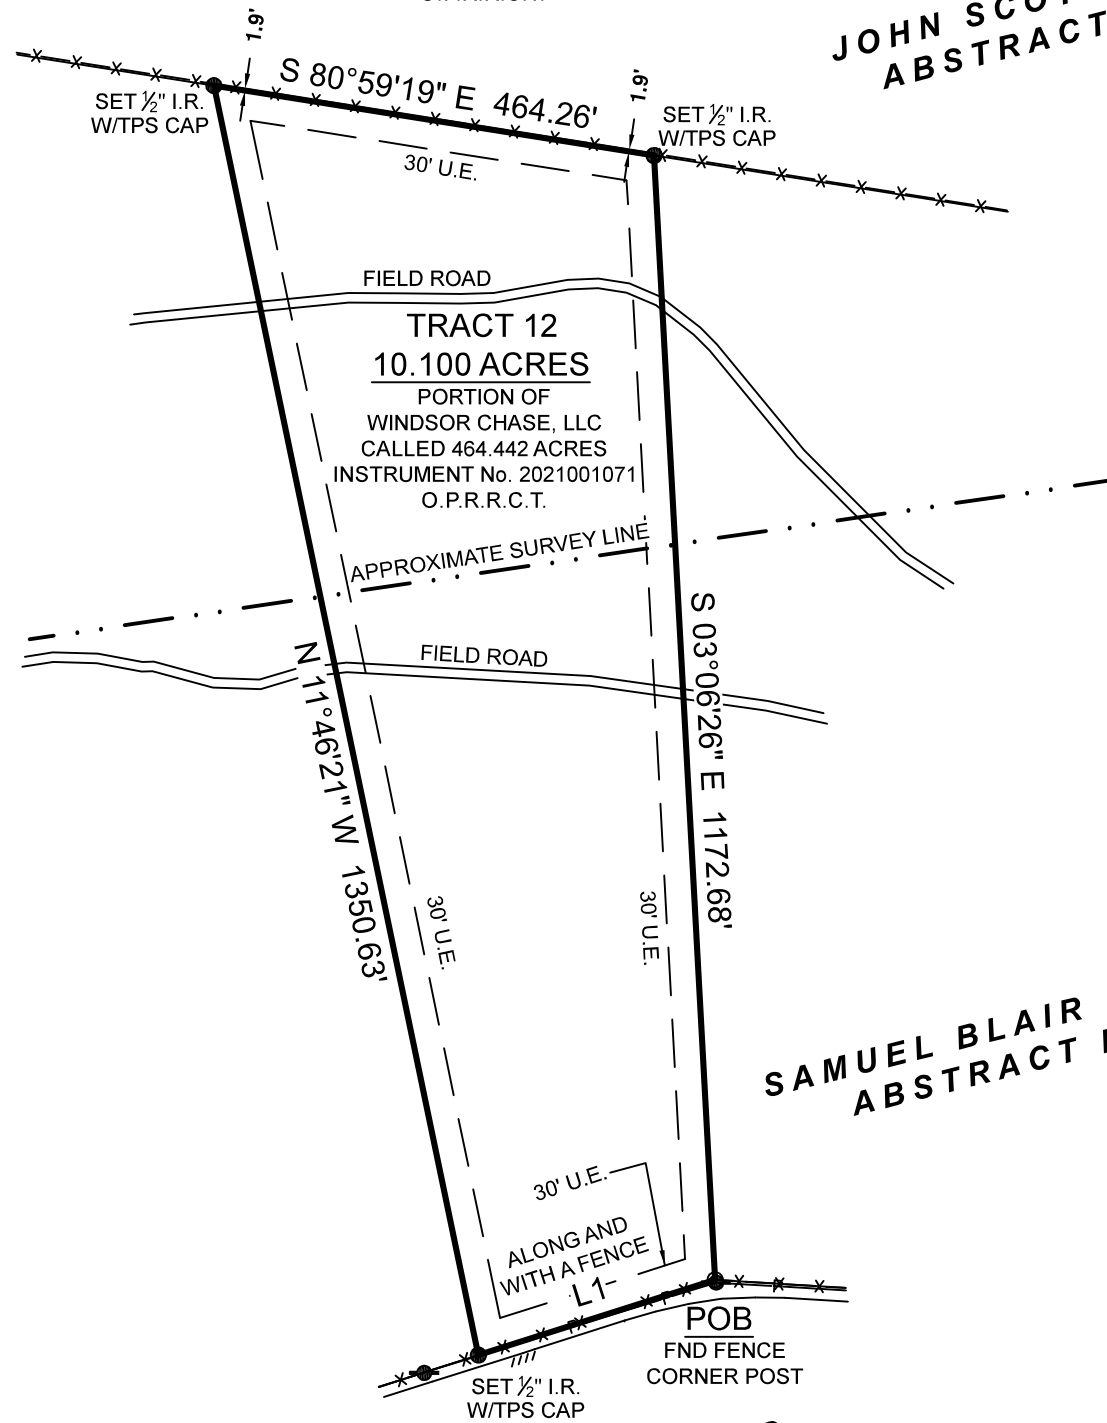 1.9'
JOHN SCOT
ABSTRACT
S 80°59'19" E 464.26'
1.9'
SET ½" I.R.
W/TPS CAP
SET ½" I.R.
W/TPS CAP
30' U.E.
FIELD ROAD
TRACT 12
10.100 ACRES
PORTION OF
WINDSOR CHASE, LLC
CALLED 464.442 ACRES
INSTRUMENT No. 2021001071
O.P.R.R.C.T.
APPROXIMATE SURVEY LINE
FIELD ROAD
N 11°46'21" W 1350.63'
S 03°06'26" E 1172.68'
30' U.E.
30' U.E.
SAMUEL BLAIR
ABSTRACT
30' U.E.
ALONG AND
WITH A FENCE
L1
POB
FND FENCE
CORNER POST
SET ½" I.R.
W/TPS CAP